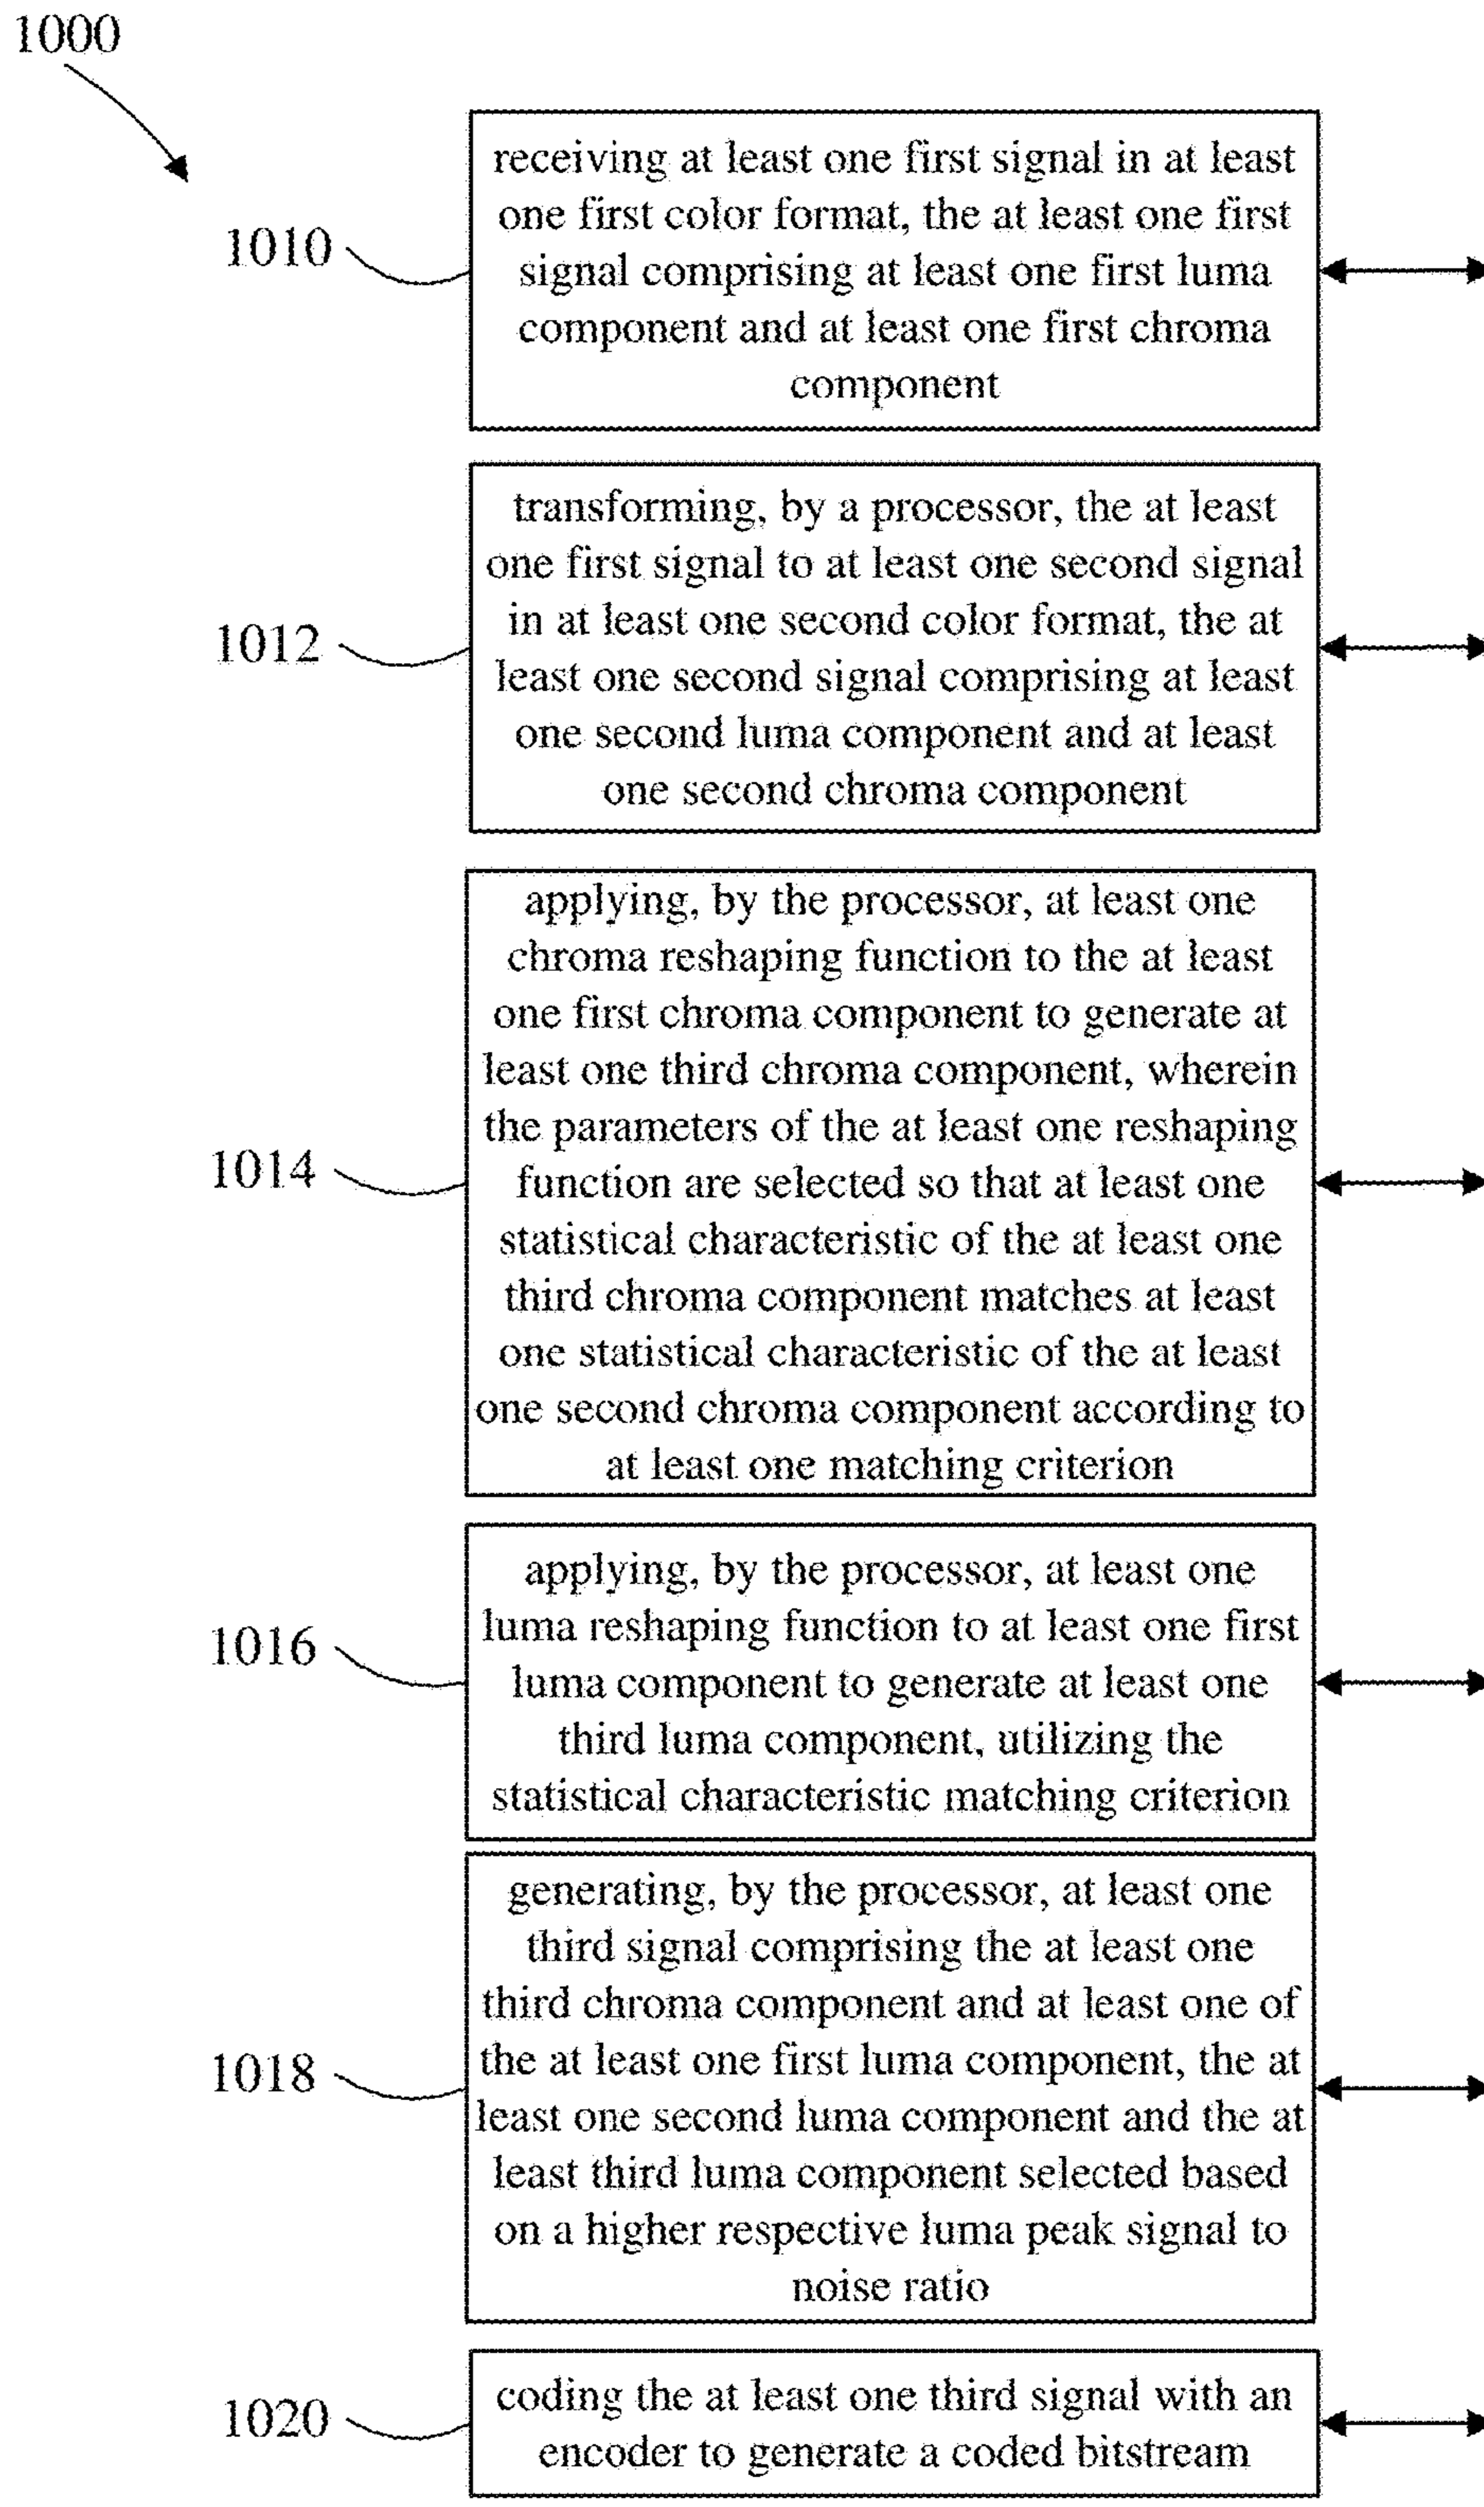 1000
1010
receiving at least one first signal in at least
one first color format, the at least one first
signal comprising at least one first luma
component and at least one first chroma
component
1012
transforming, by a processor, the at least
one first signal to at least one second signal
in at least one second color format, the at
least one second signal comprising at least
one second luma component and at least
one second chroma component
1014
applying, by the processor, at least one
chroma reshaping function to the at least
one first chroma component to generate at
least one third chroma component, wherein
the parameters of the at least one reshaping
function are selected so that at least one
statistical characteristic of the at least one
third chroma component matches at least
one statistical characteristic of the at least
one second chroma component according to
at least one matching criterion
1016
applying, by the processor, at least one
luma reshaping function to at least one first
luma component to generate at least one
third luma component, utilizing the
statistical characteristic matching criterion
1018
generating, by the processor, at least one
third signal comprising the at least one
third chroma component and at least one of
the at least one first luma component, the at
least one second luma component and the at
least third luma component selected based
on a higher respective luma peak signal to
noise ratio
1020
coding the at least one third signal with an
encoder to generate a coded bitstream